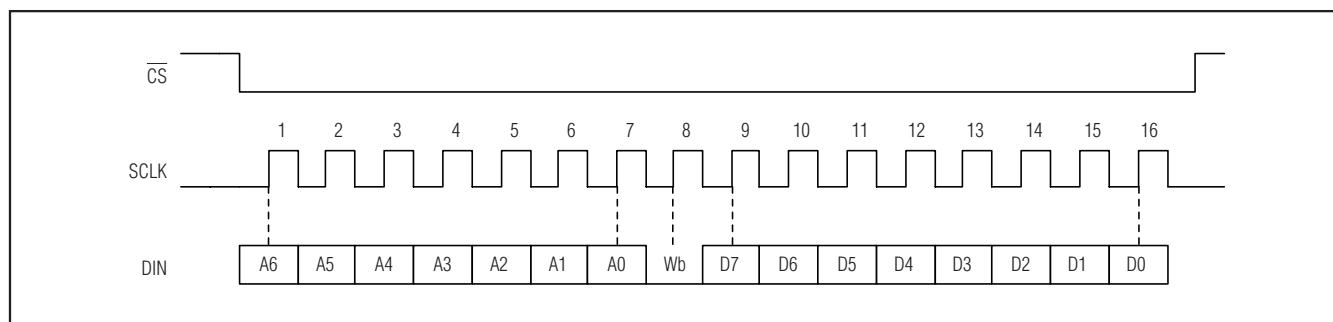 CS
1 2 3 4 5 6 7 8 9 10 11 12 13 14 15 16
SCLK
DIN A6 A5 A4 A3 A2 A1 A0 Wb D7 D6 D5 D4 D3 D2 D1 D0